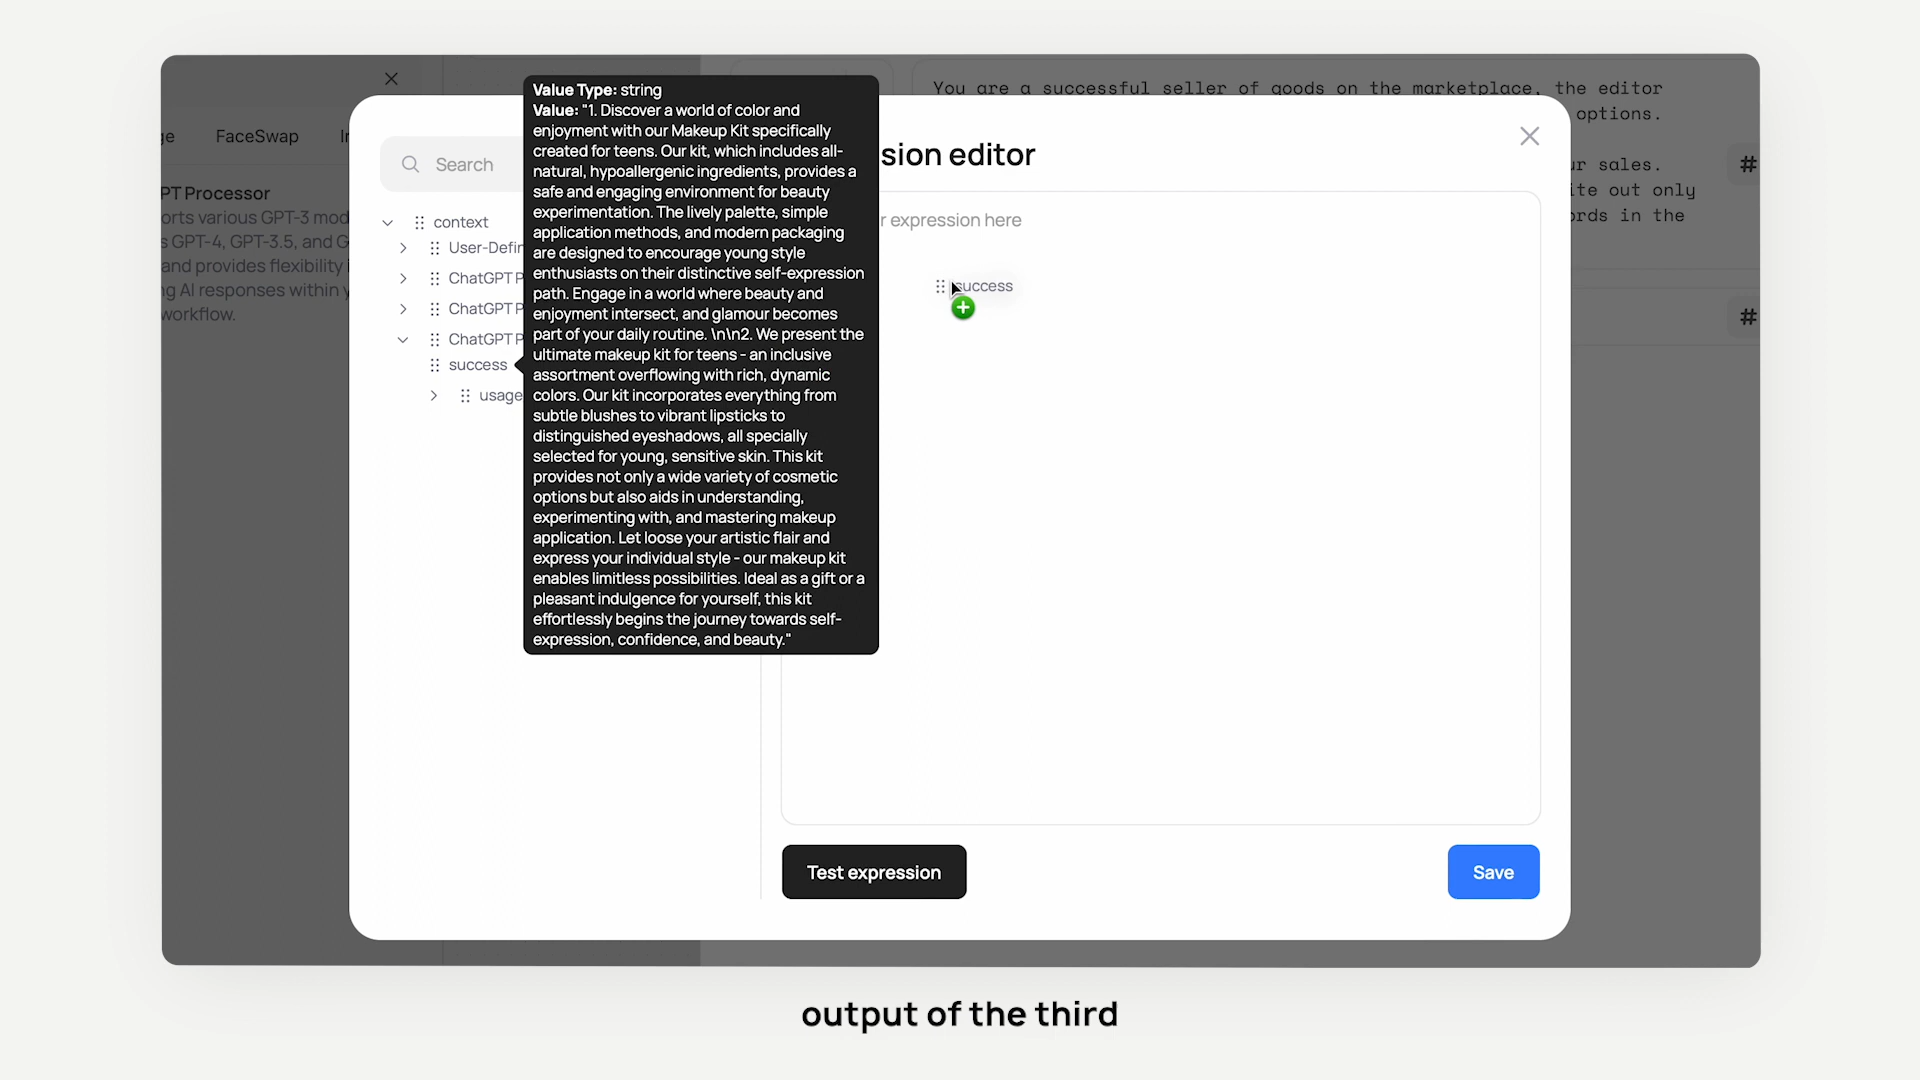 You are a successful seller of goods on the marketplace, the editor
options.
sales.
out only
in the
FaceSwap
PT Processor
various GPT-3
GPT-4, GPT-3.5, and
and provides flexibility
AI responses within
workflow.
Search
context
ChatGPT P
ChatGPT P
ChatGPT P
success
usage
Value Type: string
Value: "1. Discover a world of color and
enjoyment with our Makeup Kit specifically
created for teens. Our kit, which includes all-
natural, hypoallergenic ingredients, provides a
safe and engaging environment for beauty
experimentation. The lively palette, simple
application methods, and modern packaging
are designed to encourage young style
enthusiasts on their distinctive self-expression
path. Engage in a world where beauty and
enjoyment intersect, and glamour becomes
part of your daily routine. \n\n2. We present the
ultimate makeup kit for teens - an inclusive
assortment overflowing with rich, dynamic
colors. Our kit incorporates everything from
subtle blushes to vibrant lipsticks to
distinguished eyeshadows, all specially
selected for young, sensitive skin. This kit
provides not only a wide variety of cosmetic
options but also aids in understanding,
experimenting with, and mastering makeup
application. Let loose your artistic flair and
express your individual style - our makeup kit
enables limitless possibilities. Ideal as a gift or a
pleasant indulgence for yourself, this kit
effortlessly begins the journey towards self-
expression, confidence, and beauty."
sion editor
r expression here
success
Test expression
Save
#
#
output of the third